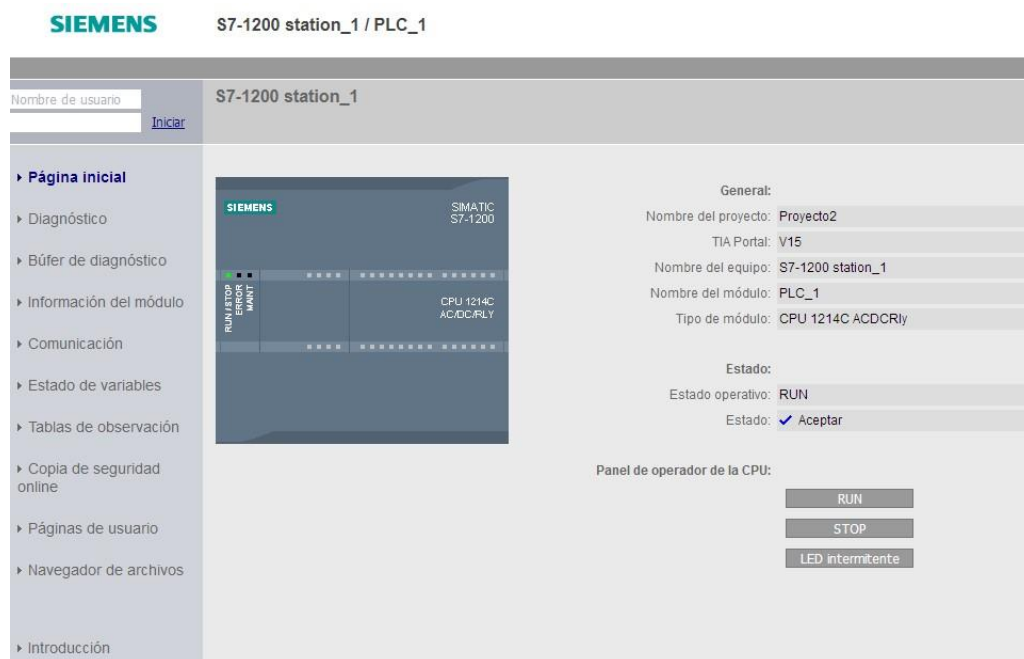 SIEMENS
S7-1200 station_1 / PLC_1
Nombre de usuario
Iniciar
S7-1200 station_1
Página inicial
Diagnóstico
Búfer de diagnóstico
Información del módulo
Comunicación
Estado de variables
Tablas de observación
Copia de seguridad
online
Páginas de usuario
Navegador de archivos
Introducción
SIEMENS
SIMATIC
S7-1200
RUN / STOP
ERROR
MAINT
CPU 1214C
AC/DC/RLY
General:
Nombre del proyecto: Proyecto2
TIA Portal: V15
Nombre del equipo: S7-1200 station_1
Nombre del módulo: PLC_1
Tipo de módulo: CPU 1214C ACDCRly
Estado:
Estado operativo: RUN
Estado: ✓ Aceptar
Panel de operador de la CPU:
RUN
STOP
LED intermitente